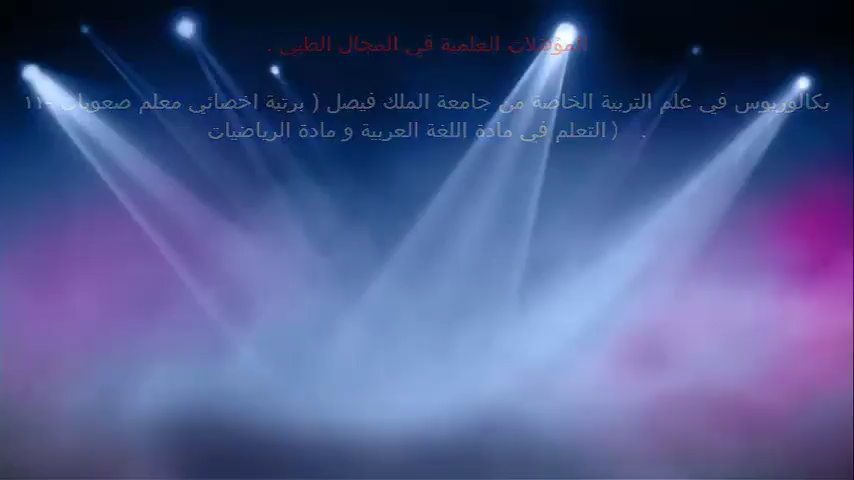 المؤهلات العلمية في المجال الطبي .
١١- بكالوريوس في علم التربية الخاصة من جامعة الملك فيصل ( برتبة اخصائي معلم صعوبات
التعلم في مادة اللغة العربية و مادة الرياضيات ) .